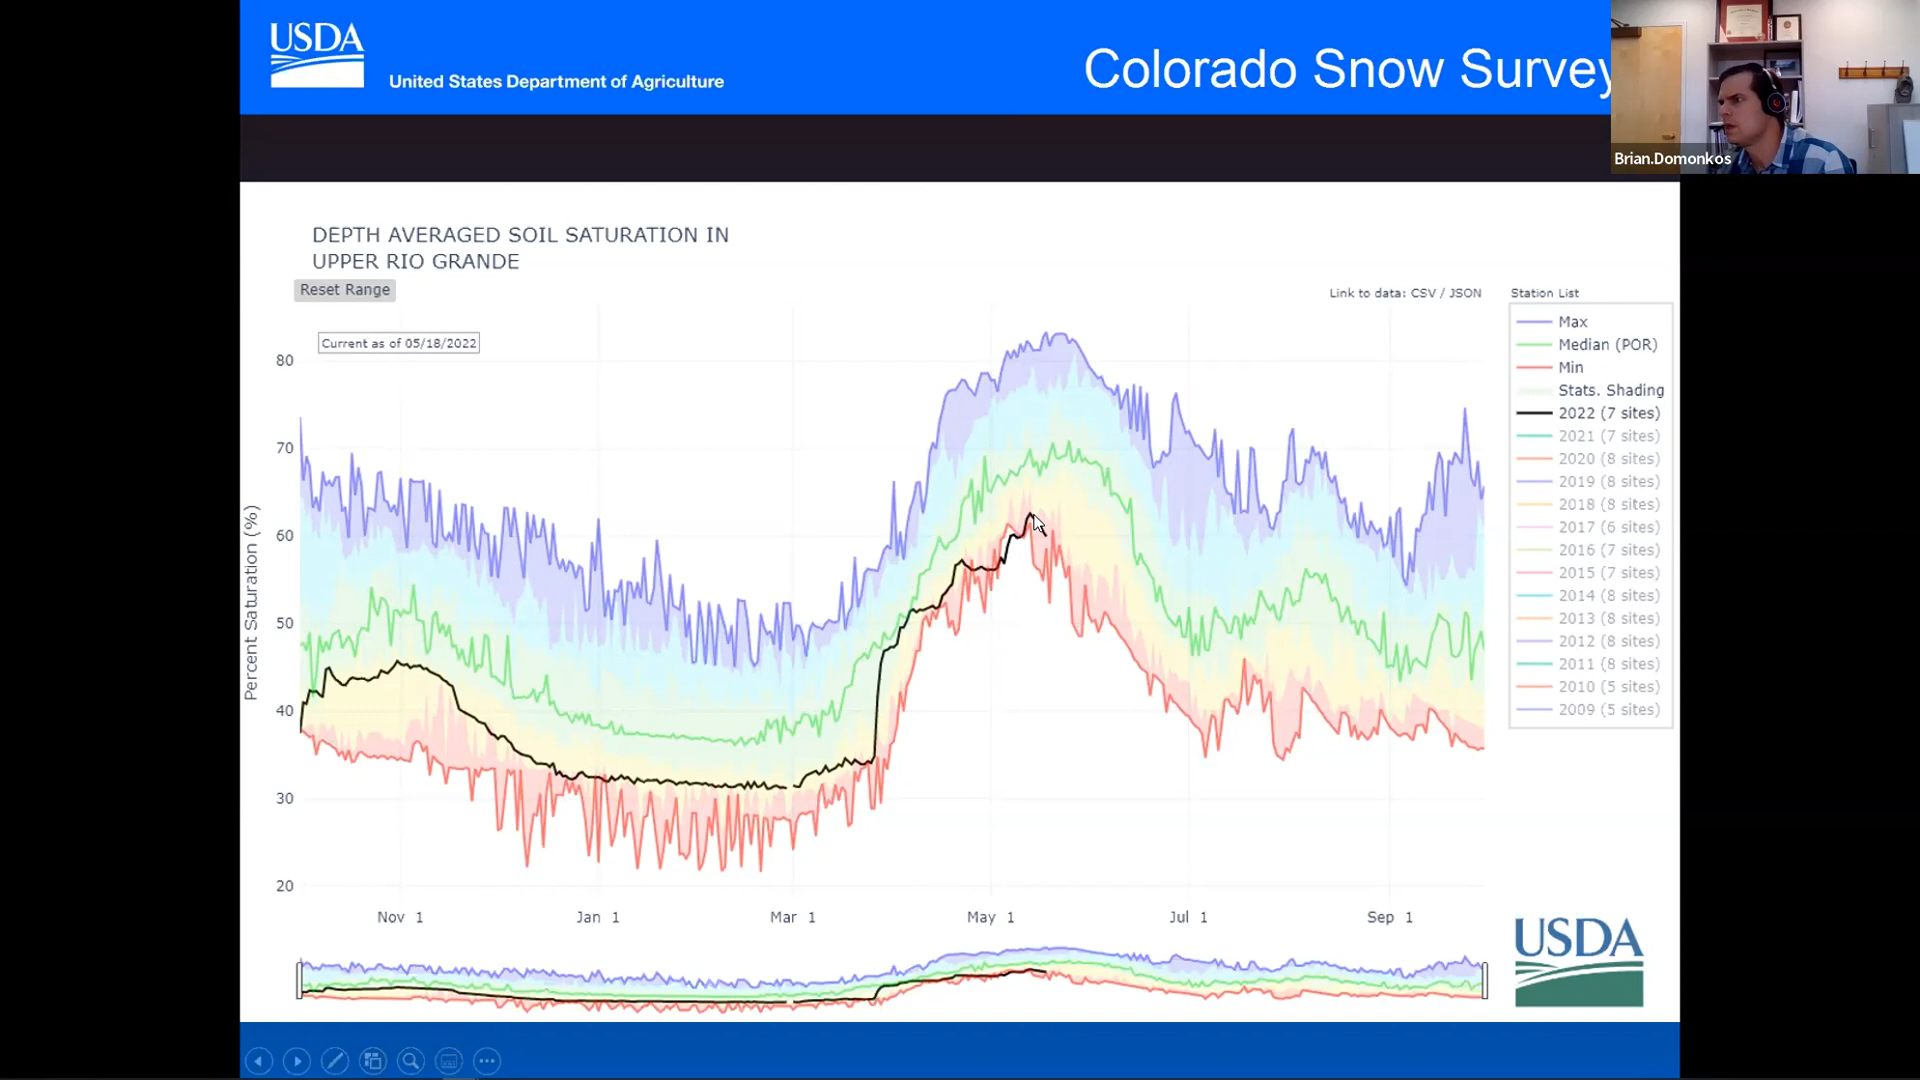 USDA
United States Department of Agriculture
Colorado Snow Survey
Brian.Domonkos
DEPTH AVERAGED SOIL SATURATION IN
UPPER RIO GRANDE
Reset Range
Link to data: CSV / JSON
Station List
Current as of 05/18/2022
Max
Median (POR)
Min
Stats. Shading
2022 (7 sites)
2021 (7 sites)
2020 (8 sites)
2019 (8 sites)
2018 (8 sites)
2017 (6 sites)
2016 (7 sites)
2015 (7 sites)
2014 (8 sites)
2013 (8 sites)
2012 (8 sites)
2011 (8 sites)
2010 (5 sites)
2009 (5 sites)
Percent Saturation (%)
80
70
60
50
40
30
20
Nov 1
Jan 1
Mar 1
May 1
Jul 1
Sep 1
USDA